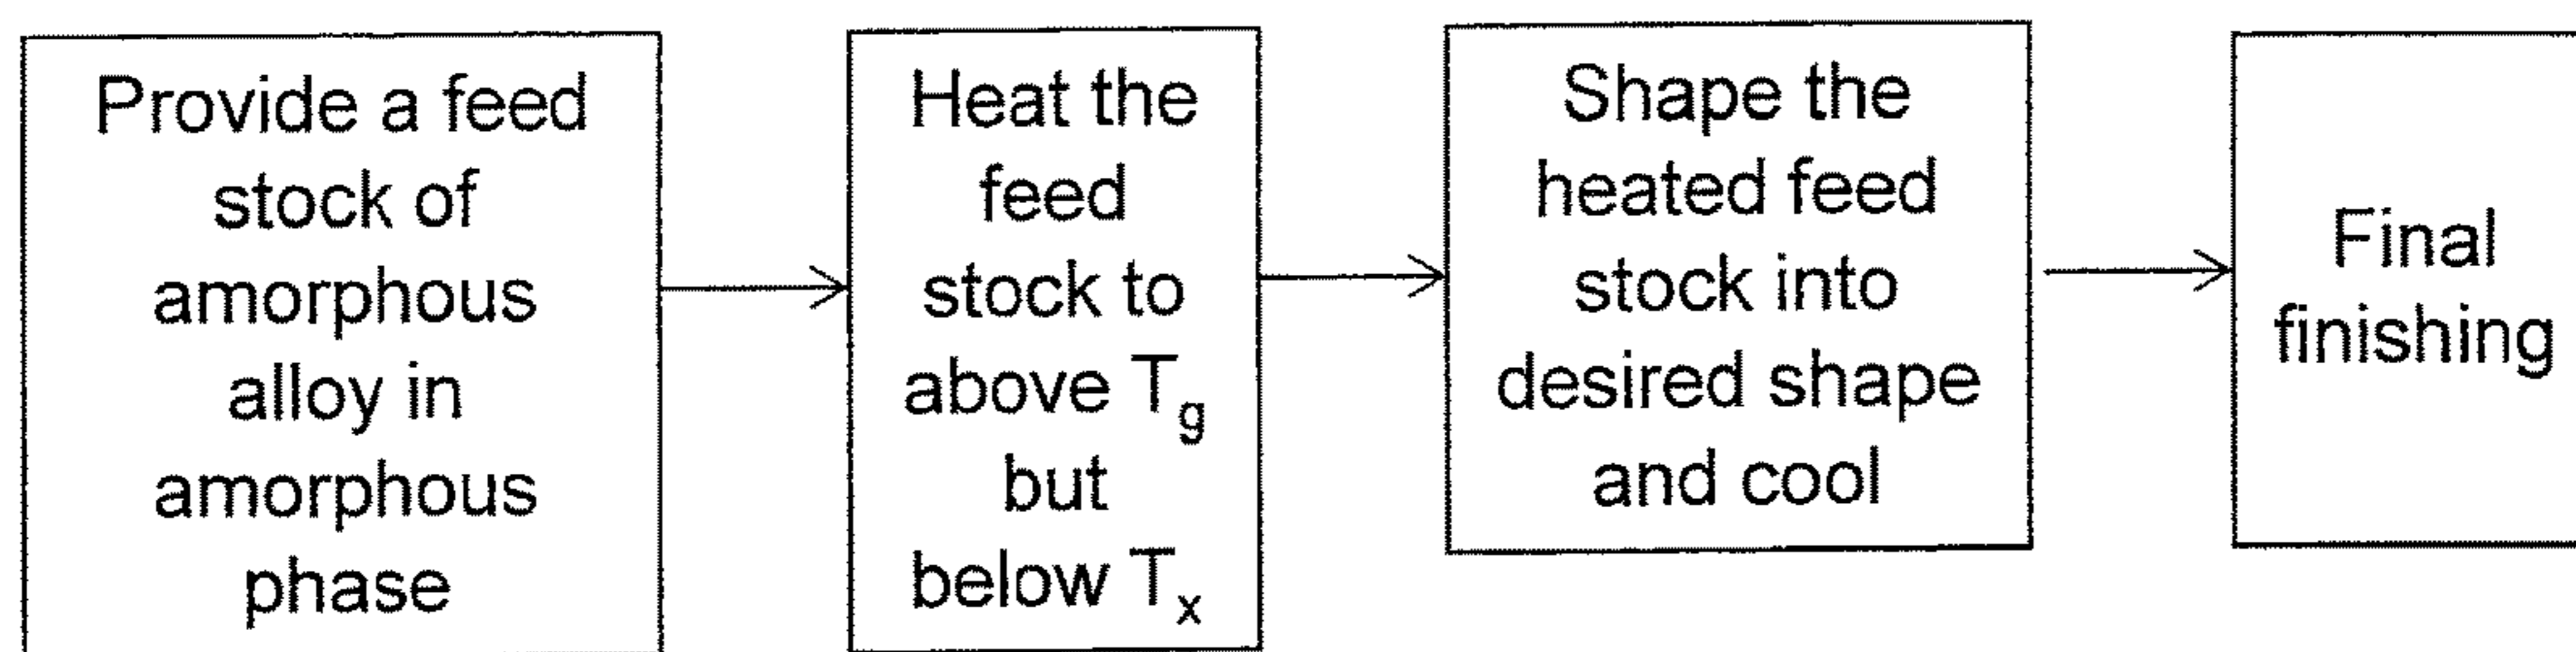 Provide a feed
stock of
amorphous
alloy in
amorphous
phase
Heat the
feed
stock to
above Tg
but
below Tx
Shape the
heated feed
stock into
desired shape
and cool
Final
finishing